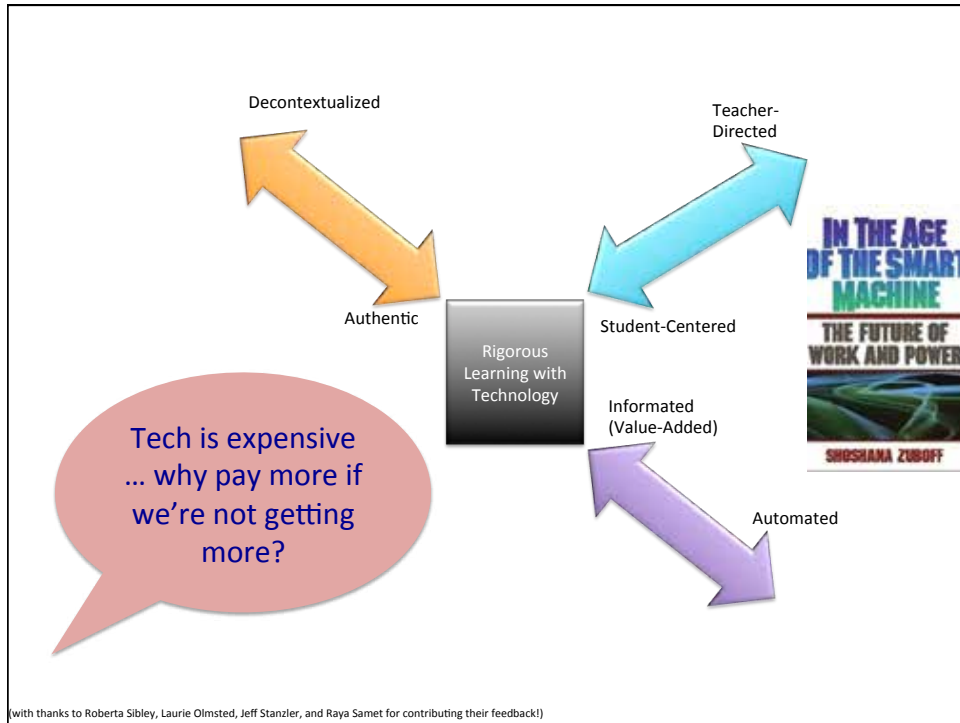 Decontextualized
Teacher-
Directed
Authentic
Student-Centered
Rigorous
Learning with
Technology
Informated
(Value-Added)
Automated
Tech is expensive
… why pay more if
we’re not getting
more?
IN THE AGE
OF THE SMART
MACHINE
THE FUTURE OF
WORK AND POWER
SHOSHANA ZUBOFF
(with thanks to Roberta Sibley, Laurie Olmsted, Jeff Stanzler, and Raya Samet for contributing their feedback!)